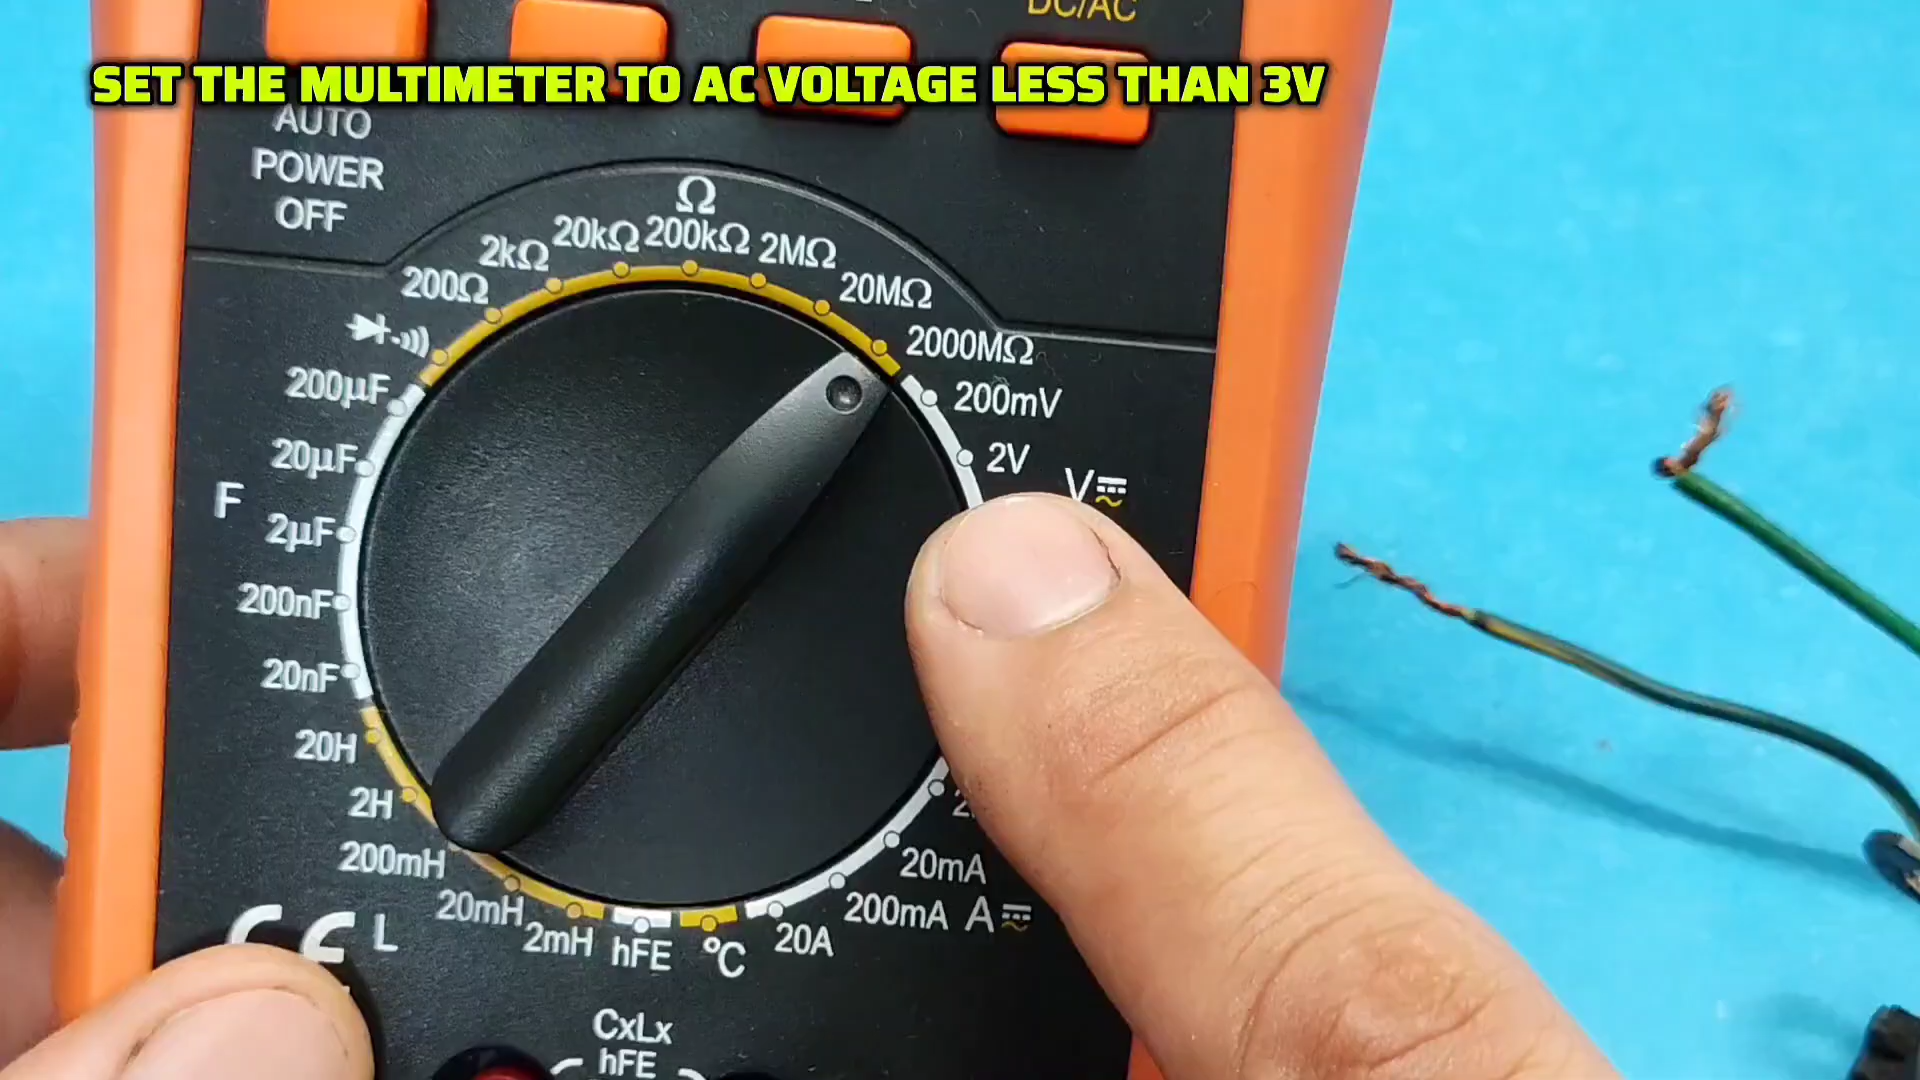 DC/AC
SET THE MULTIMETER TO AC VOLTAGE LESS THAN 3V
AUTO
POWER
OFF
Ω
200Ω
2kΩ
20kΩ
200kΩ
2MΩ
20MΩ
2000MΩ
200mV
2V
V
200µF
20µF
F
2µF
200nF
20nF
20H
2H
200mH
20mH
2mH
L
hFE
°C
20A
200mA
A
20mA
CE
CxLx
hFE